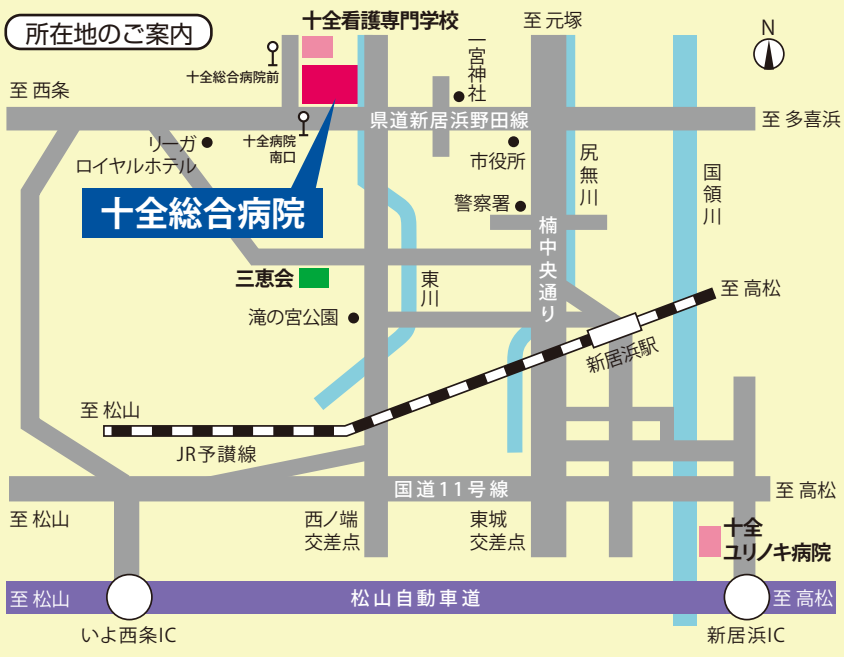 所在地のご案内
十全看護専門学校
至 元塚
N
十全総合病院前
一宮神社
至 西条
県道新居浜野田線
至 多喜浜
リーガ
ロイヤルホテル
十全病院
南口
市役所
尻無川
国領川
十全総合病院
警察署
楠中央通り
三恵会
東川
至 高松
滝の宮公園
新居浜駅
至 松山
JR予讃線
国道11号線
至 高松
至 松山
西ノ端
交差点
東城
交差点
十全
ユリノキ病院
至 松山
松山自動車道
至 高松
いよ西条IC
新居浜IC